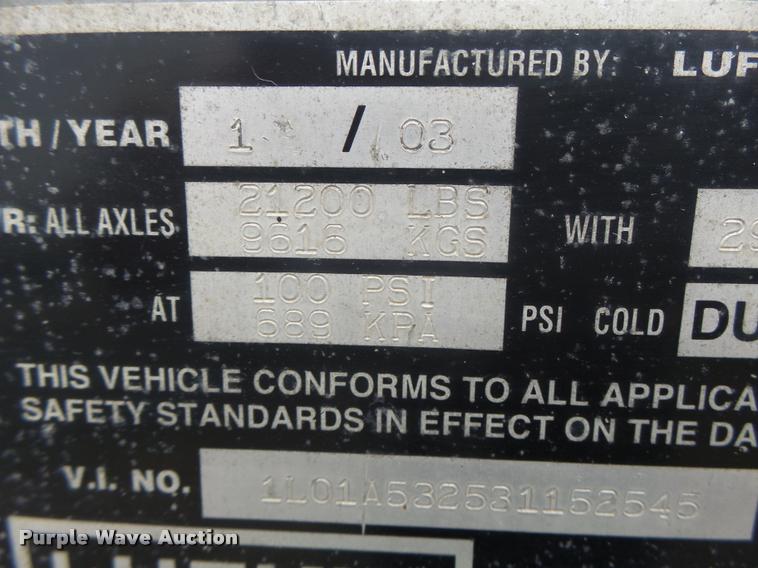 MANUFACTURED BY: LUF
TH / YEAR 1 / 03
R: ALL AXLES 21200 LBS
9616 KGS WITH 29
AT 100 PSI
689 KPA PSI COLD DU
THIS VEHICLE CONFORMS TO ALL APPLICA
SAFETY STANDARDS IN EFFECT ON THE DA
V.I. NO. 1L01A532531152545
Purple Wave Auction